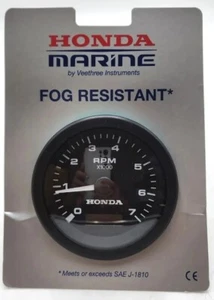 HONDA
MARINE
by Veethree Instruments
FOG RESISTANT*
0 1 2 3 4 5 6 7
RPM
X1000
HONDA
* Meets or exceeds SAE J-1810
CE